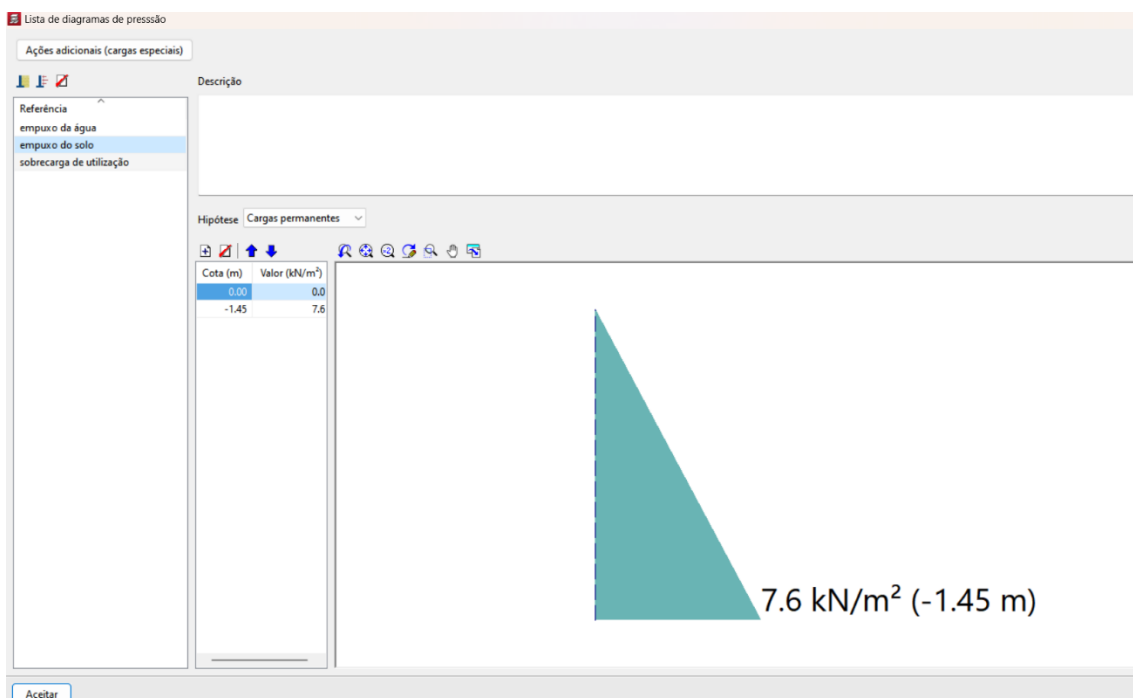 Lista de diagramas de presssão
Ações adicionais (cargas especiais)
Descrição
Referência
empuxo da água
empuxo do solo
sobrecarga de utilização
Hipótese Cargas permanentes
Cota (m) Valor (kN/m²)
0.00 0.0
-1.45 7.6
7.6 kN/m² (-1.45 m)
Aceitar